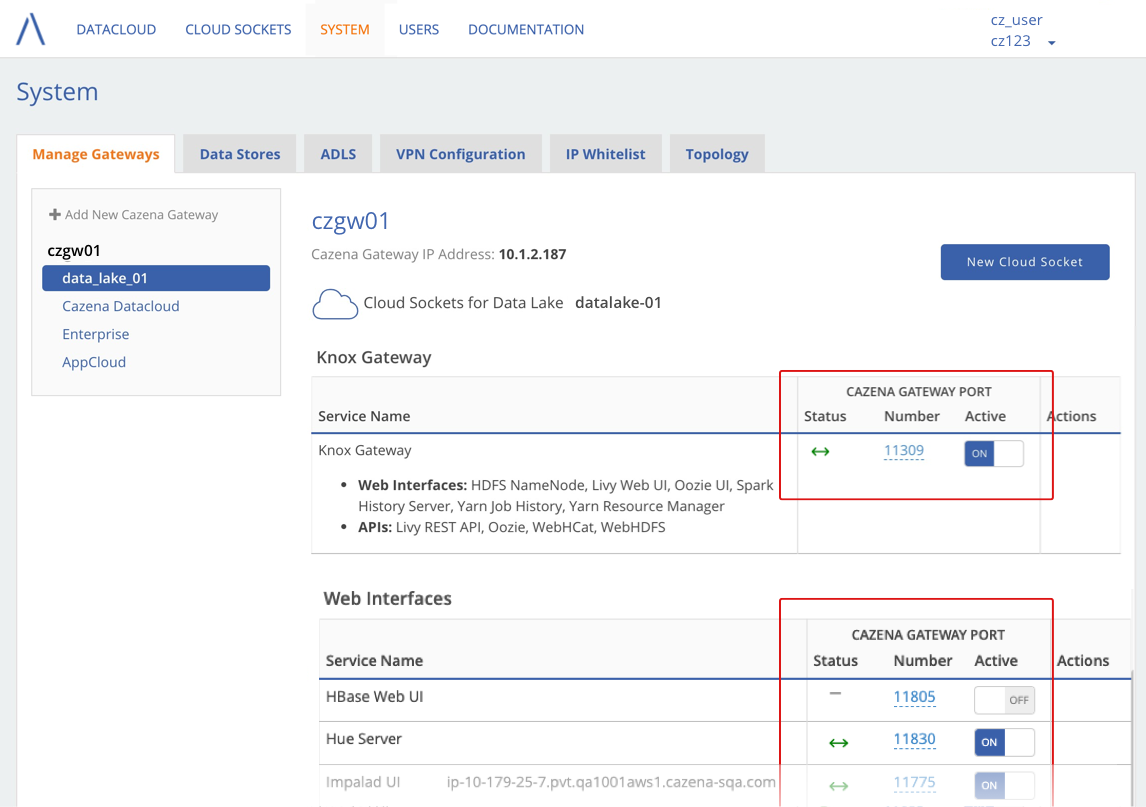 DATACLOUD CLOUD SOCKETS SYSTEM USERS DOCUMENTATION
cz_user
cz123
System
Manage Gateways Data Stores ADLS VPN Configuration IP Whitelist Topology
Add New Cazena Gateway
czgw01
data_lake_01
Cazena Datacloud
Enterprise
AppCloud
czgw01
Cazena Gateway IP Address: 10.1.2.187
New Cloud Socket
Cloud Sockets for Data Lake datalake-01
Knox Gateway
CAZENA GATEWAY PORT
Service Name Status Number Active Actions
Knox Gateway 11309 ON
• Web Interfaces: HDFS NameNode, Livy Web UI, Oozie UI, Spark
History Server, Yarn Job History, Yarn Resource Manager
• APIs: Livy REST API, Oozie, WebHCat, WebHDFS
Web Interfaces
CAZENA GATEWAY PORT
Service Name Status Number Active Actions
HBase Web UI 11805 OFF
Hue Server 11830 ON
Impalad UI ip-10-179-25-7.pvt.qa1001aws1.cazena-sqa.com 11775 ON